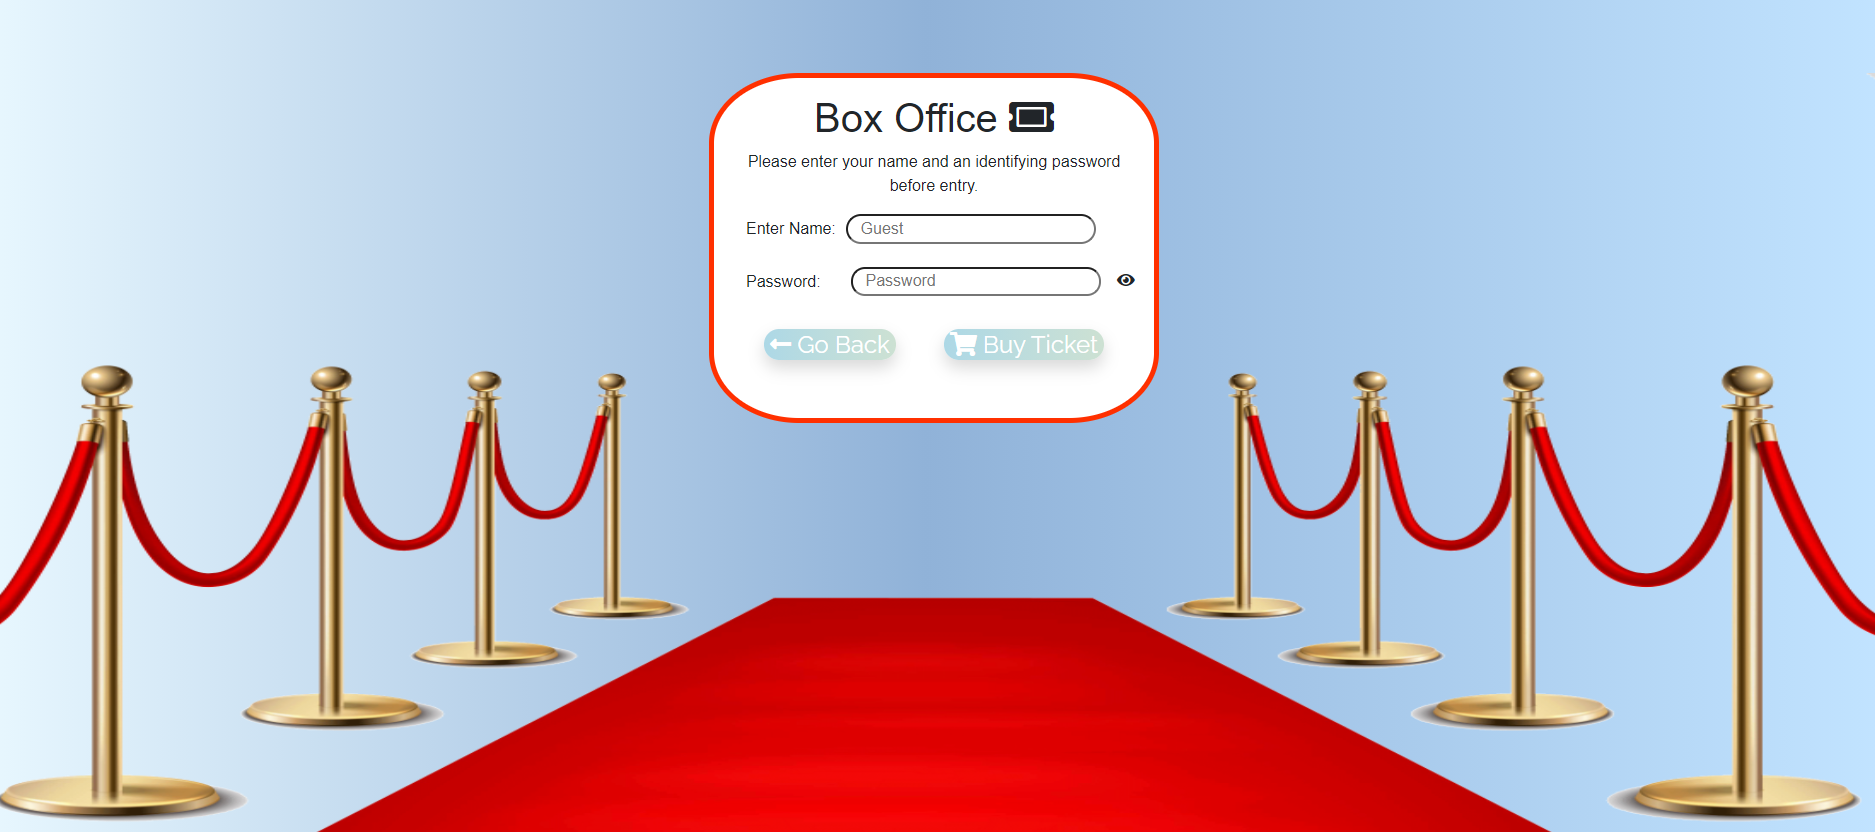 Box Office
Please enter your name and an identifying password
before entry.
Enter Name: Guest
Password: Password
Go Back Buy Ticket